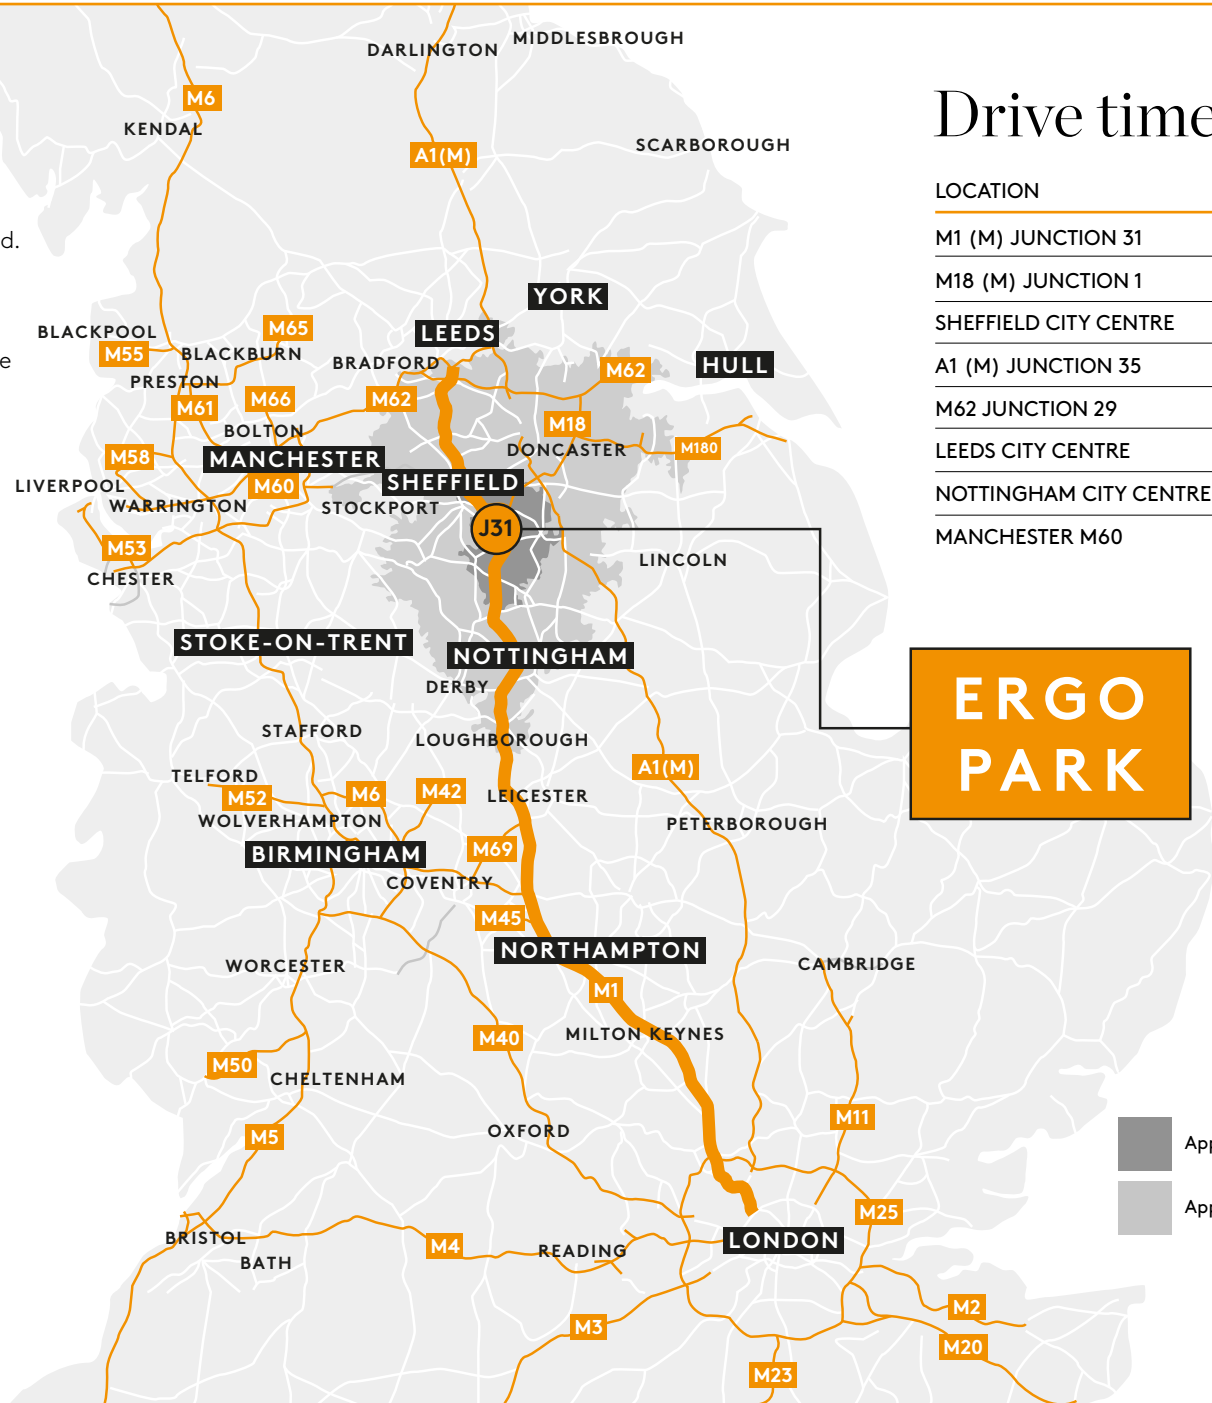 DARLINGTON
MIDDLESBROUGH
M6
KENDAL
A1(M)
SCARBOROUGH
Drive time
LOCATION
M1 (M) JUNCTION 31
M18 (M) JUNCTION 1
SHEFFIELD CITY CENTRE
A1 (M) JUNCTION 35
M62 JUNCTION 29
LEEDS CITY CENTRE
NOTTINGHAM CITY CENTRE
MANCHESTER M60
d.
e
YORK
BLACKPOOL
M65
LEEDS
M55
BLACKBURN
BRADFORD
M62
HULL
PRESTON
M61
M66
M62
BOLTON
M18
M58
MANCHESTER
DONCASTER
M180
LIVERPOOL
M60
SHEFFIELD
WARRINGTON
STOCKPORT
J31
M53
CHESTER
LINCOLN
STOKE-ON-TRENT
NOTTINGHAM
DERBY
ERGO
PARK
STAFFORD
LOUGHBOROUGH
TELFORD
A1(M)
M52
M6
M42
LEICESTER
WOLVERHAMPTON
PETERBOROUGH
BIRMINGHAM
M69
COVENTRY
M45
NORTHAMPTON
WORCESTER
CAMBRIDGE
M1
M40
MILTON KEYNES
M50
CHELTENHAM
M11
M5
OXFORD
App
App
M25
BRISTOL
M4
READING
LONDON
BATH
M2
M3
M20
M23